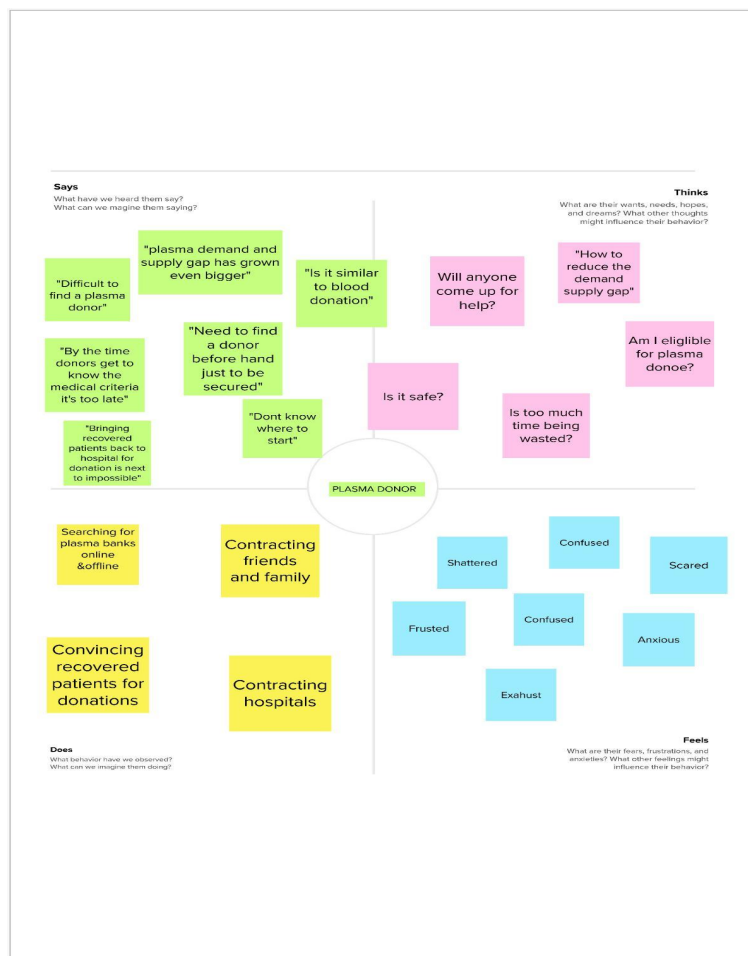 Says
What have we heard them say?
What can we magine them saying?
"Difficult to
find a plasma
donor"
"plasma demand and
supply gap has grown
even bigger"
"Is it similar
to blood
donation"
"By the time
donors get to
know the
medical criteria
it's too late"
"Need to find
a donor
before hand
just to be
secured"
"Dont know
where to
start"
"Bringing
recovered
patients back to
hospital for
donation is next
to impossible"
Thinks
What are their wants, needs, hopes,
and dreams? What other thoughts
might influence their behavior?
Will anyone
come up for
help?
"How to
reduce the
demand
supply gap"
Am I eliglible
for plasma
donoe?
Is it safe?
Is too much
time being
wasted?
PLASMA DONOR
Searching for
plasma banks
online
&offline
Contracting
friends
and family
Convincing
recovered
patients for
donations
Contracting
hospitals
Does
What behavior have we observed?
What can we imagine them doing?
Shattered
Confused
Scared
Frusted
Confused
Anxious
Exahust
Feels
What are their fears, frustrations, and
anxieties? What other feelings might
influence their behavior?